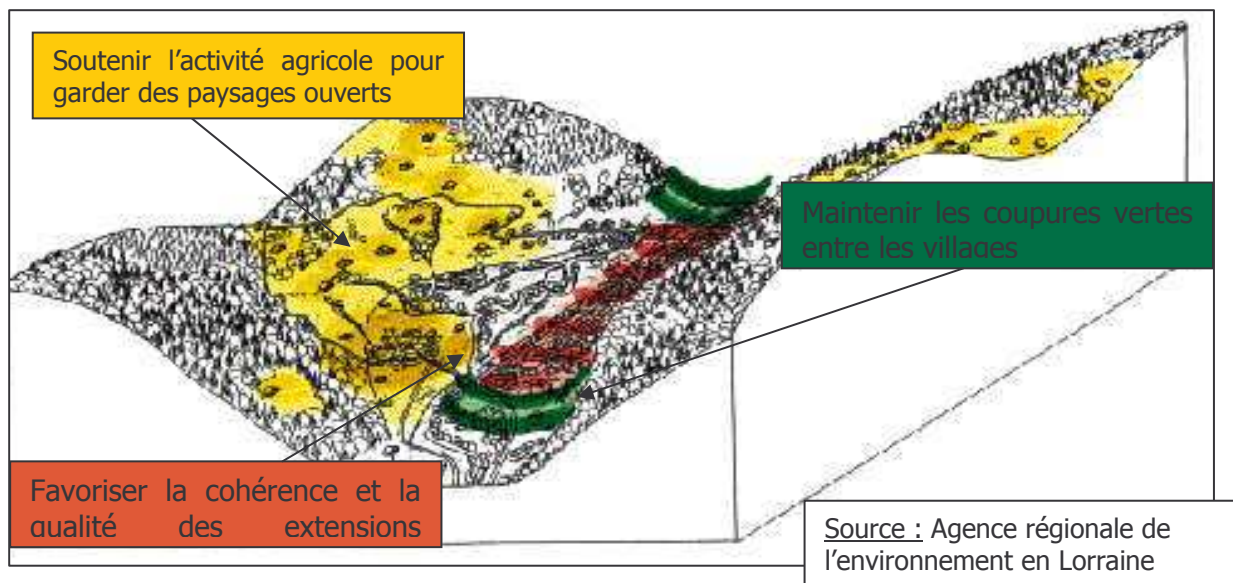 Soutenir l’activité agricole pour
garder des paysages ouverts
Maintenir les coupures vertes
entre les villages
Favoriser la cohérence et la
qualité des extensions
Source : Agence régionale de
l’environnement en Lorraine